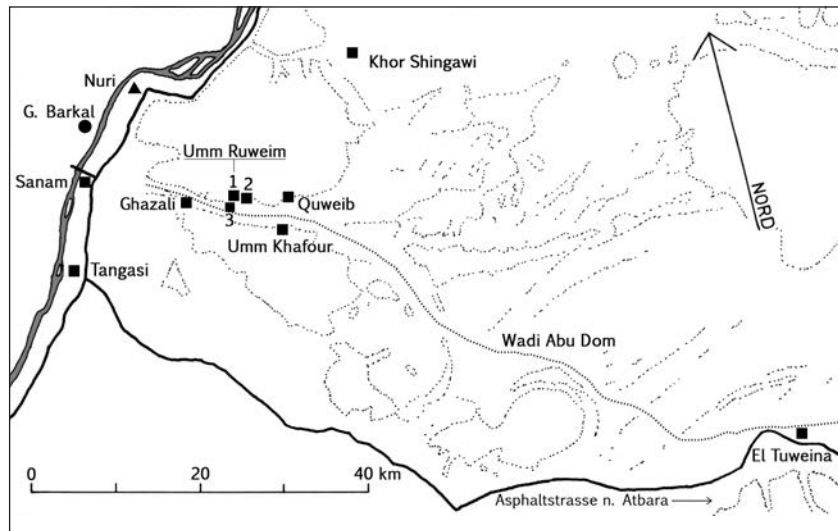 Khor Shingawi
Nuri
G. Barkal
Umm Ruweim
1 2
Sanam
Ghazali
Quweib
3
Umm Khafour
NORD
Tangasi
Wadi Abu Dom
El Tuweina
0 20 40 km
Asphaltstrasse n. Atbara